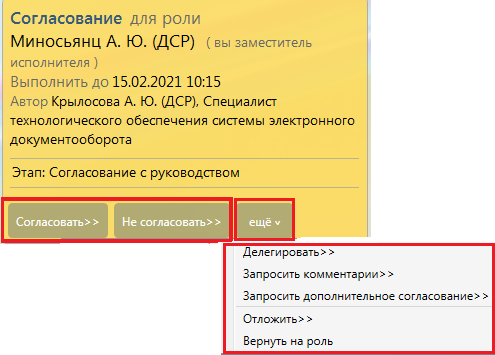 Согласование для роли
Миносьянц А. Ю. (ДСР) ( вы заместитель
исполнителя )
Выполнить до 15.02.2021 10:15
Автор Крылосова А. Ю. (ДСР), Специалист
технологического обеспечения системы электронного
документооборота
Этап: Согласование с руководством
Согласовать>> Не согласовать>> ещё
Делегировать>>
Запросить комментарии>>
Запросить дополнительное согласование>>
Отложить>>
Вернуть на роль